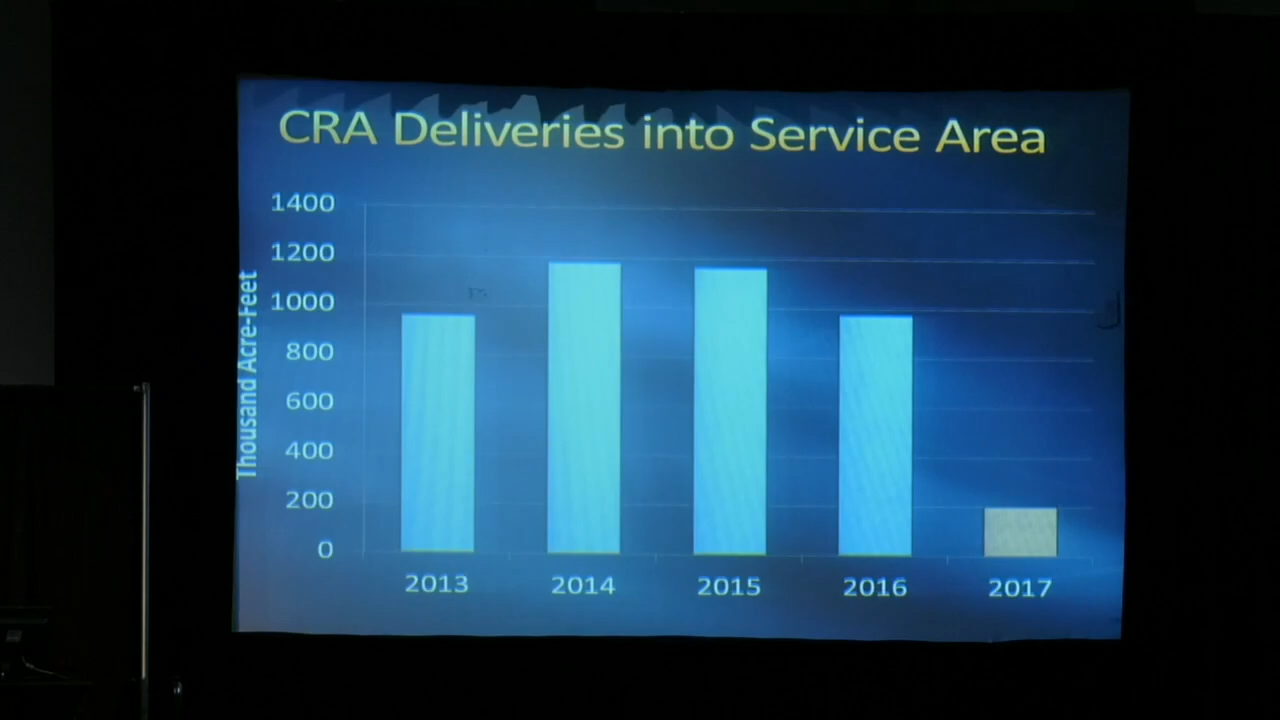 CRA Deliveries into Service Area
Thousand Acre-Feet
1400
1200
1000
800
600
400
200
0
2013 2014 2015 2016 2017